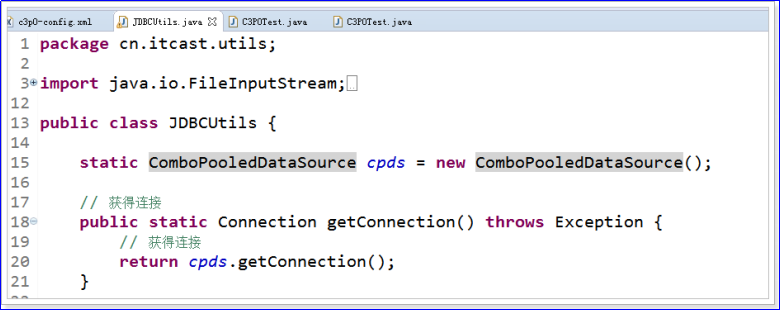 c3p0-config.xml JDBCUtils.java C3P0Test.java C3P0Test.java
1 package cn.itcast.utils;
2
3 import java.io.FileInputStream;
12
13 public class JDBCUtils {
14
15 static ComboPooledDataSource cpds = new ComboPooledDataSource();
16
17 // 获得连接
18 public static Connection getConnection() throws Exception {
19 // 获得连接
20 return cpds.getConnection();
21 }